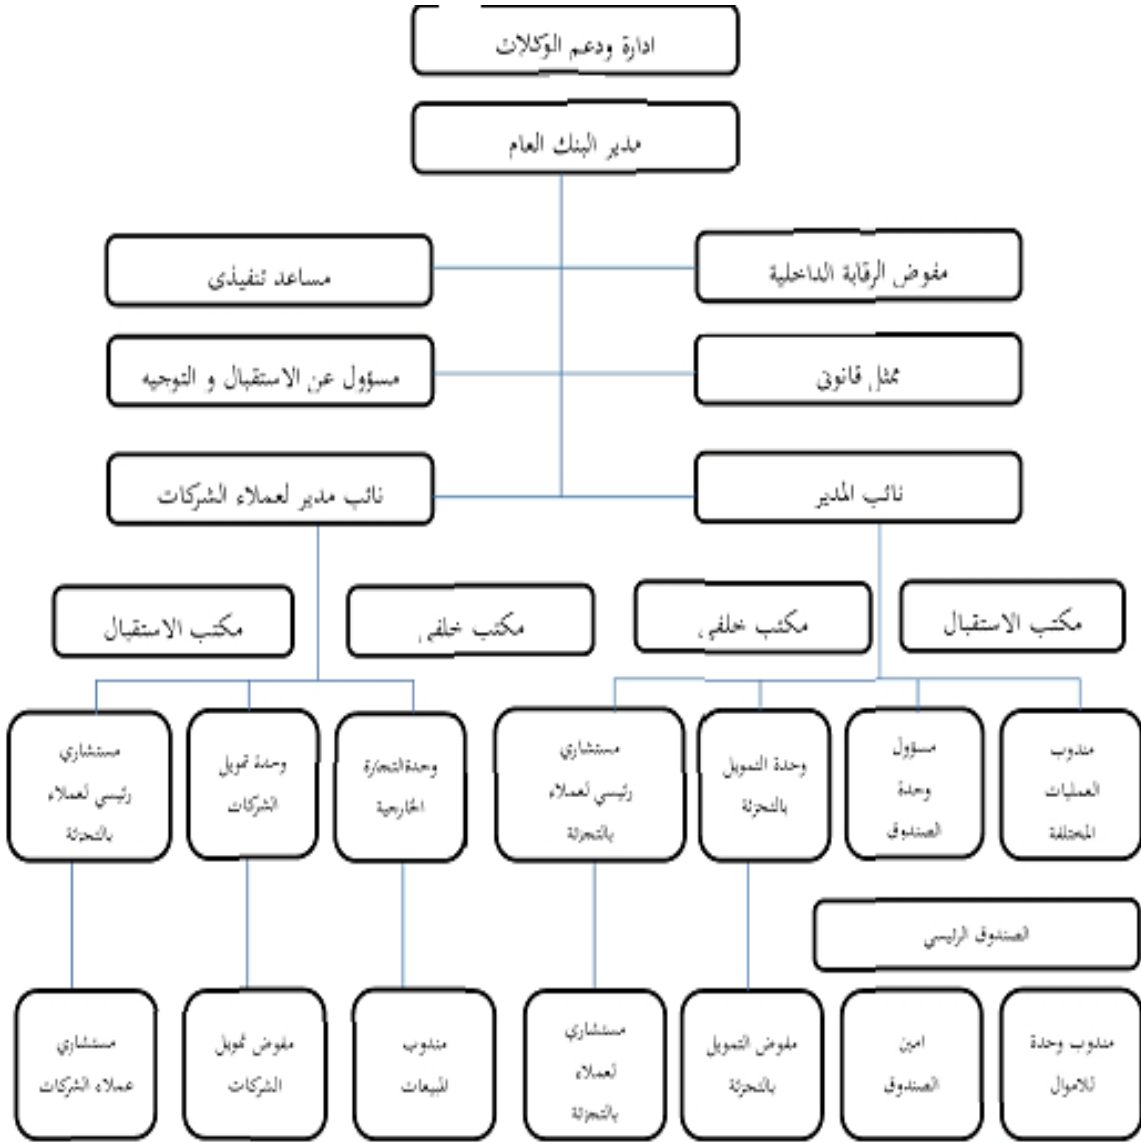 ادارة ودعم الوكالات
مدير البنك العام
مفوض الرقابة الداخلية
مساعد تنفيذي
ممثل قانوني
مسؤول عن الاستقبال و التوجيه
نائب المدير
نائب مدير لعملاء الشركات
مكتب الاستقبال
مكتب خلفي
مكتب خلفي
مكتب الاستقبال
مندوب
العمليات
المختلفة
مسؤول
وحدة
الصندوق
وحدة التمويل
بالتجزئة
مستشاري
رئيسي لعملاء
بالتجزئة
وحدةالتجارة
الخارجية
وحدة تمويل
الشركات
مستشاري
رئيسي لعملاء
بالتجزئة
الصندوق الرئيسي
مندوب وحدة
للاموال
امين
الصندوق
مفوض التمويل
بالتجزئة
مستشاري
لعملاء
بالتجزئة
مندوب
المبيعات
مفوض تمويل
الشركات
مستشاري
عملاء الشركات